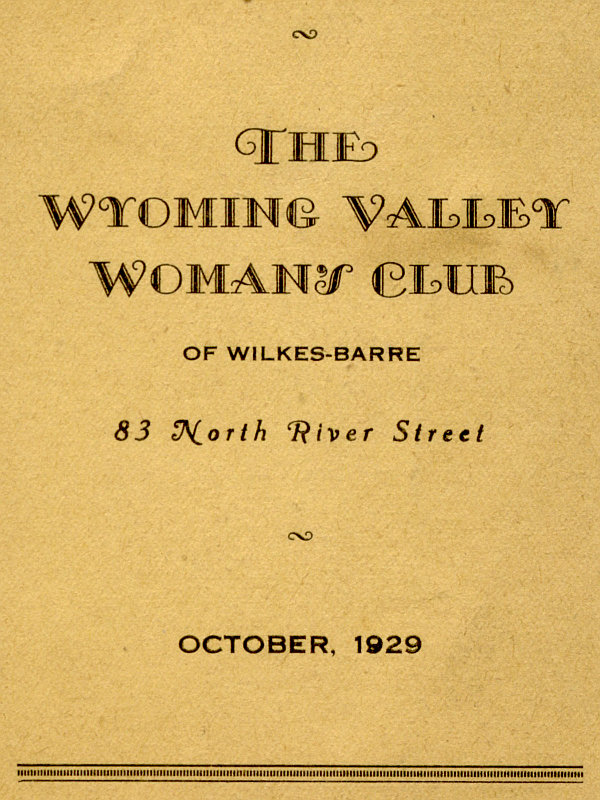 THE
WYOMING VALLEY
WOMAN'S CLUB
OF WILKES-BARRE
83 North River Street
OCTOBER, 1929